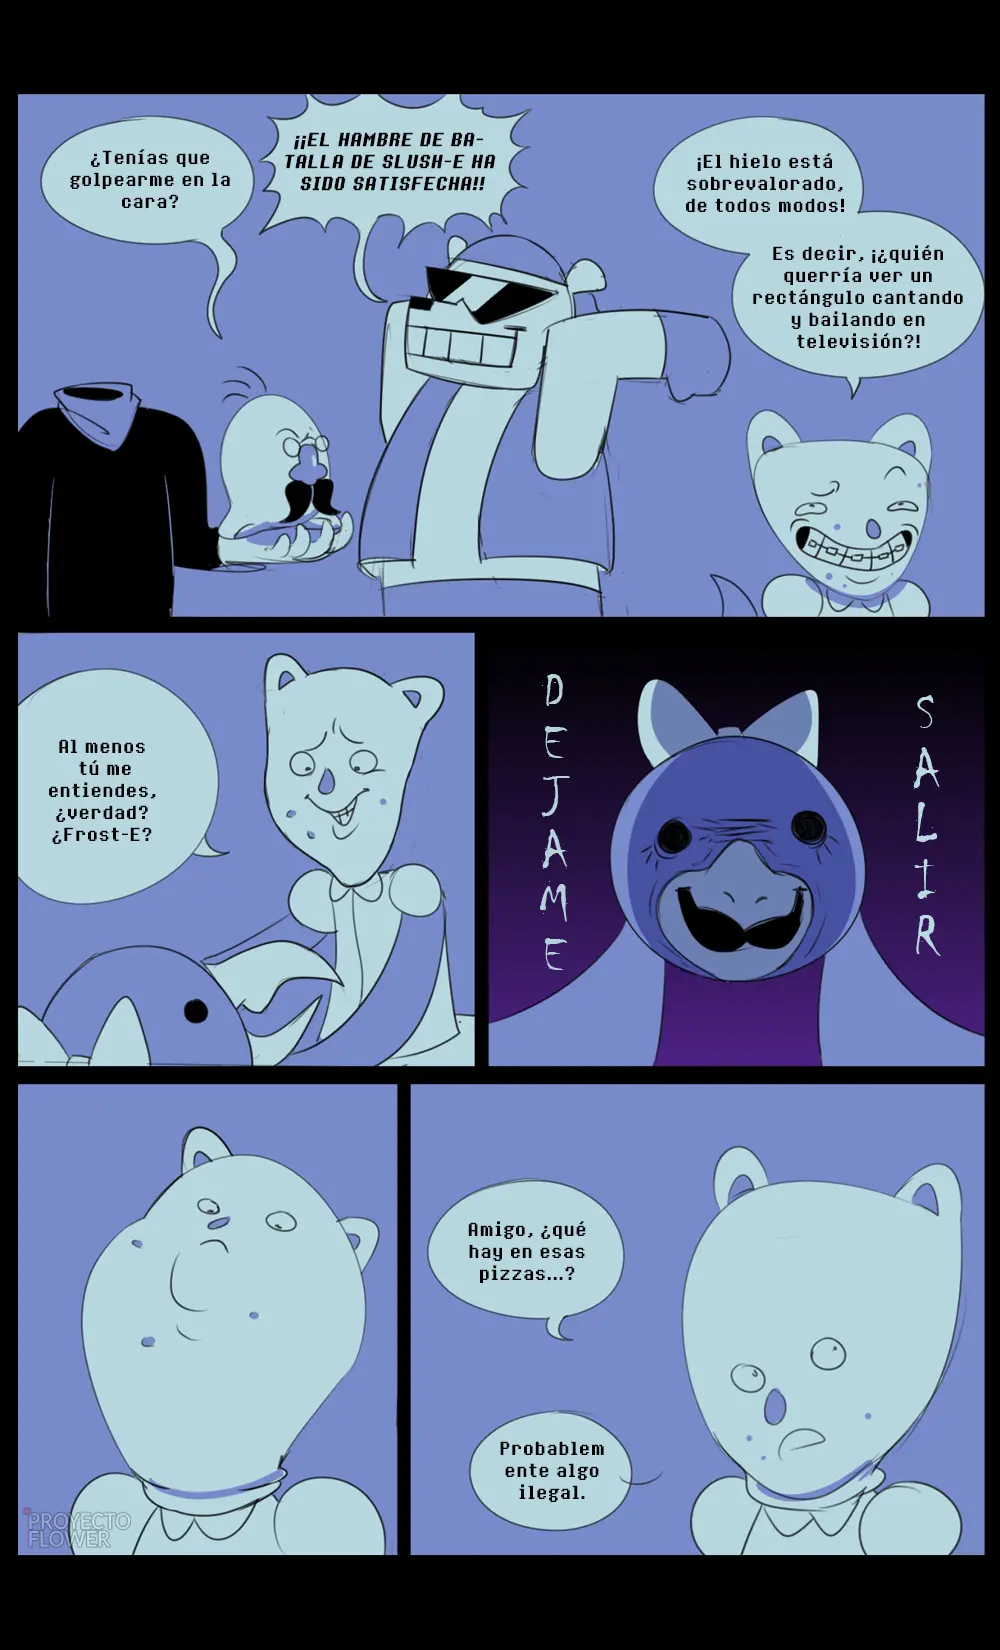 ¿Tenías que
golpearme en la
cara?
¡¡EL HAMBRE DE BA-
TALLA DE SLUSH-E HA
SIDO SATISFECHA!!
¡El hielo está
sobrevalorado,
de todos modos!
Es decir, ¡¿quién
querría ver un
rectángulo cantando
y bailando en
televisión?!
Al menos
tú me
entiendes,
¿verdad?
¿Frost-E?
DEJAME
SALIR
Amigo, ¿qué
hay en esas
pizzas...?
Probablem
ente algo
ilegal.
PROYECTO
FLOWER